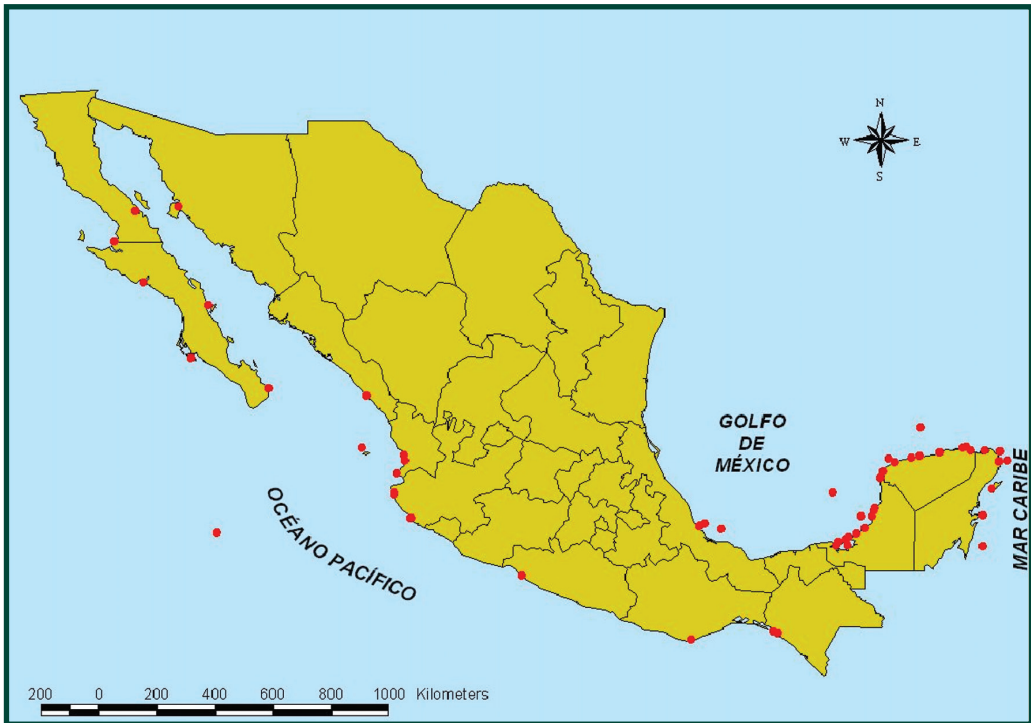 N
W E
S
GOLFO
DE
MÉXICO
MAR CARIBE
OCÉANO PACÍFICO
200 0 200 400 600 800 1000 Kilometers